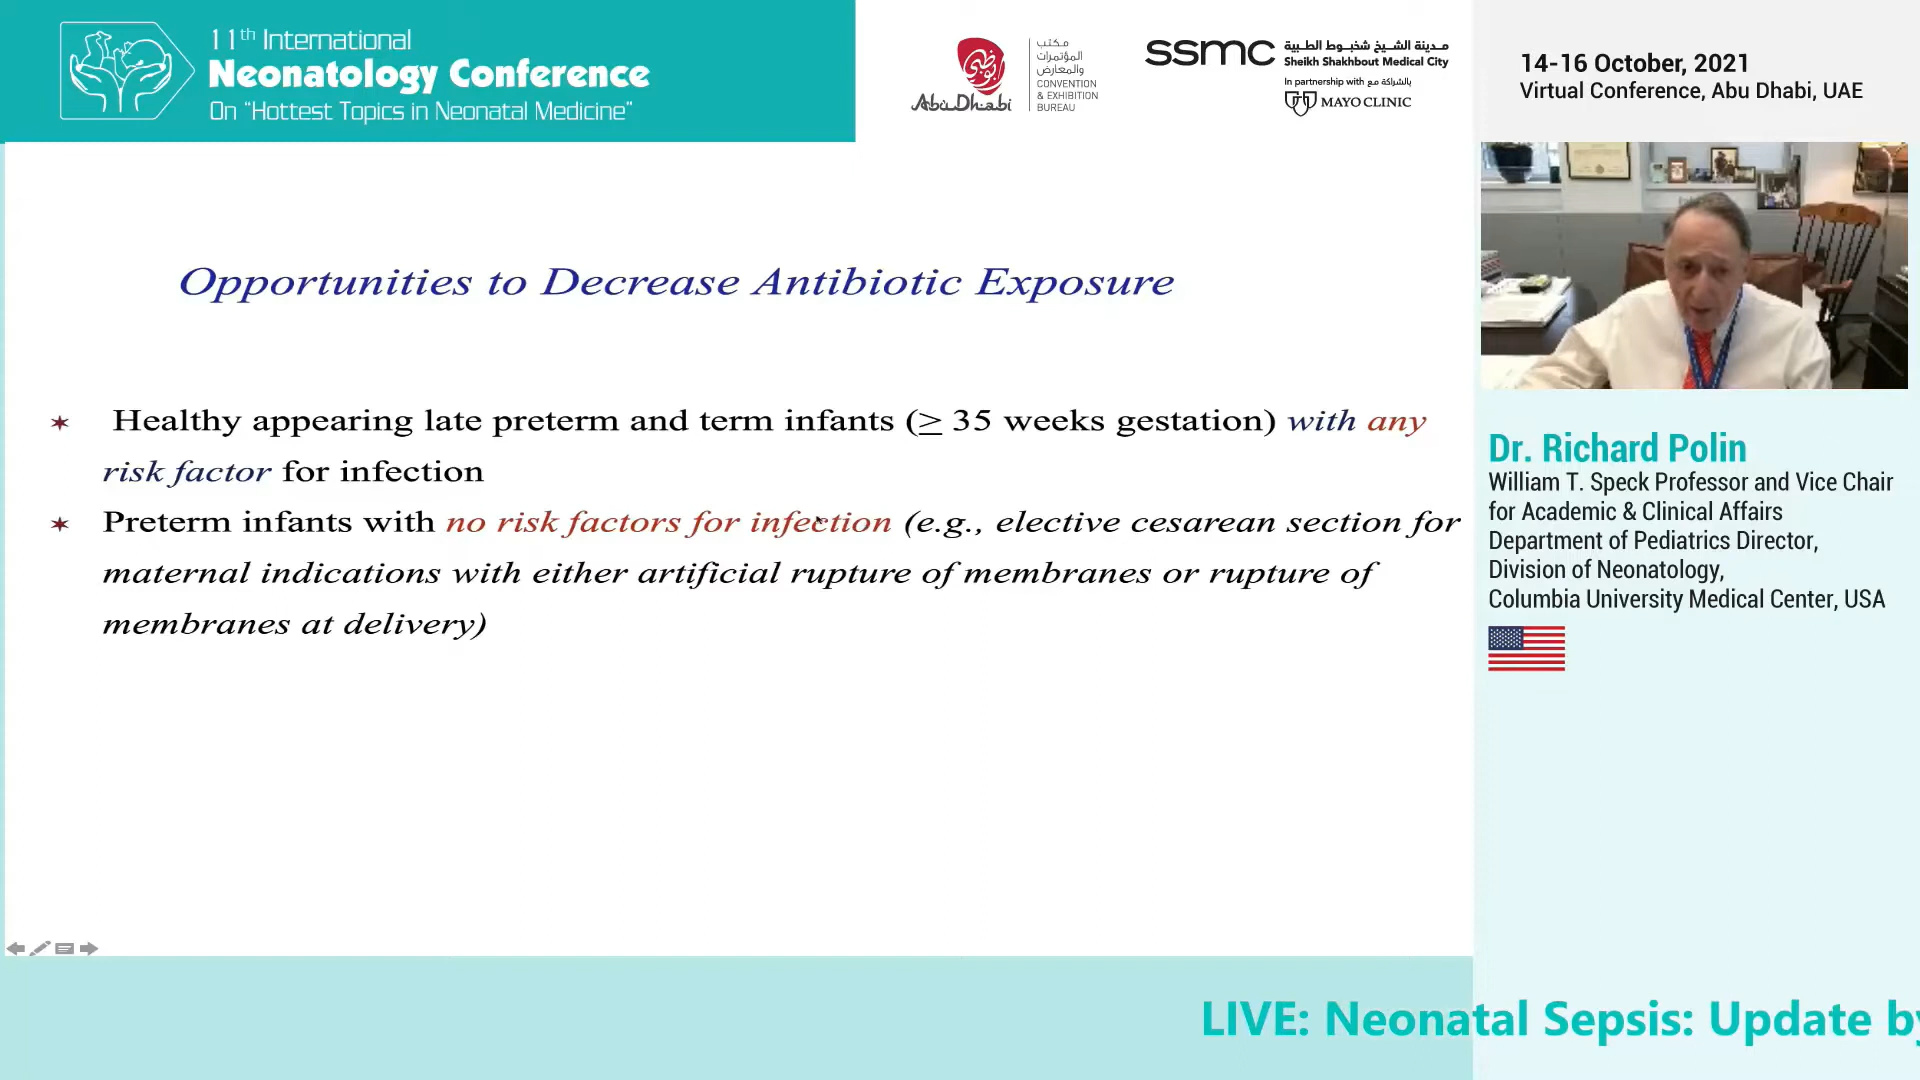 11th International
Neonatology Conference
On "Hottest Topics in Neonatal Medicine"
أبوظبي
Abu Dhabi
مكتب
المؤتمرات
والمعارض
CONVENTION
& EXHIBITION
BUREAU
ssmc
مدينة الشيخ شخبوط الطبية
Sheikh Shakhbout Medical City
In partnership with بالشراكة مع
MAYO CLINIC
14-16 October, 2021
Virtual Conference, Abu Dhabi, UAE
Opportunities to Decrease Antibiotic Exposure
✶ Healthy appearing late preterm and term infants (≥ 35 weeks gestation) with any
risk factor for infection
✶ Preterm infants with no risk factors for infection (e.g., elective cesarean section for
maternal indications with either artificial rupture of membranes or rupture of
membranes at delivery)
Dr. Richard Polin
William T. Speck Professor and Vice Chair
for Academic & Clinical Affairs
Department of Pediatrics Director,
Division of Neonatology,
Columbia University Medical Center, USA
LIVE: Neonatal Sepsis: Update by